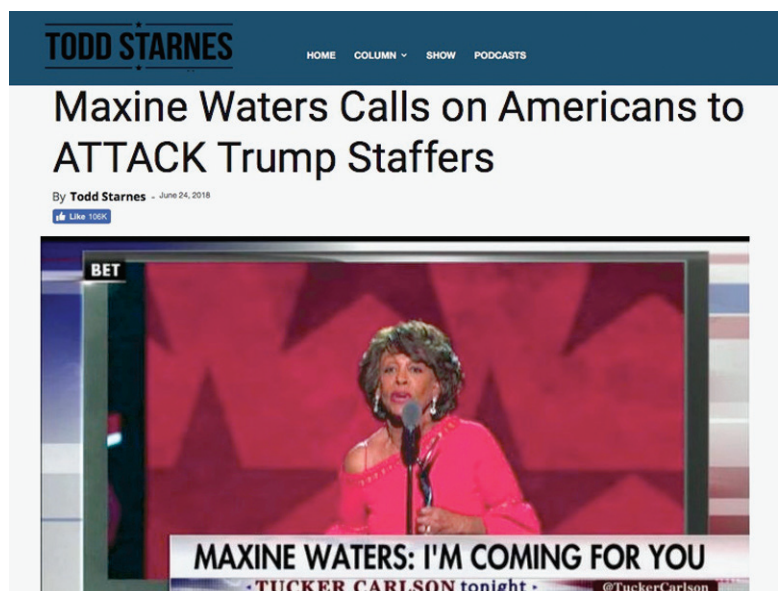 TODD STARNES
HOME COLUMN SHOW PODCASTS
Maxine Waters Calls on Americans to
ATTACK Trump Staffers
By Todd Starnes - June 24, 2018
Like 106K
BET
MAXINE WATERS: I'M COMING FOR YOU
TUCKER CARLSON tonight
@TuckerCarlson